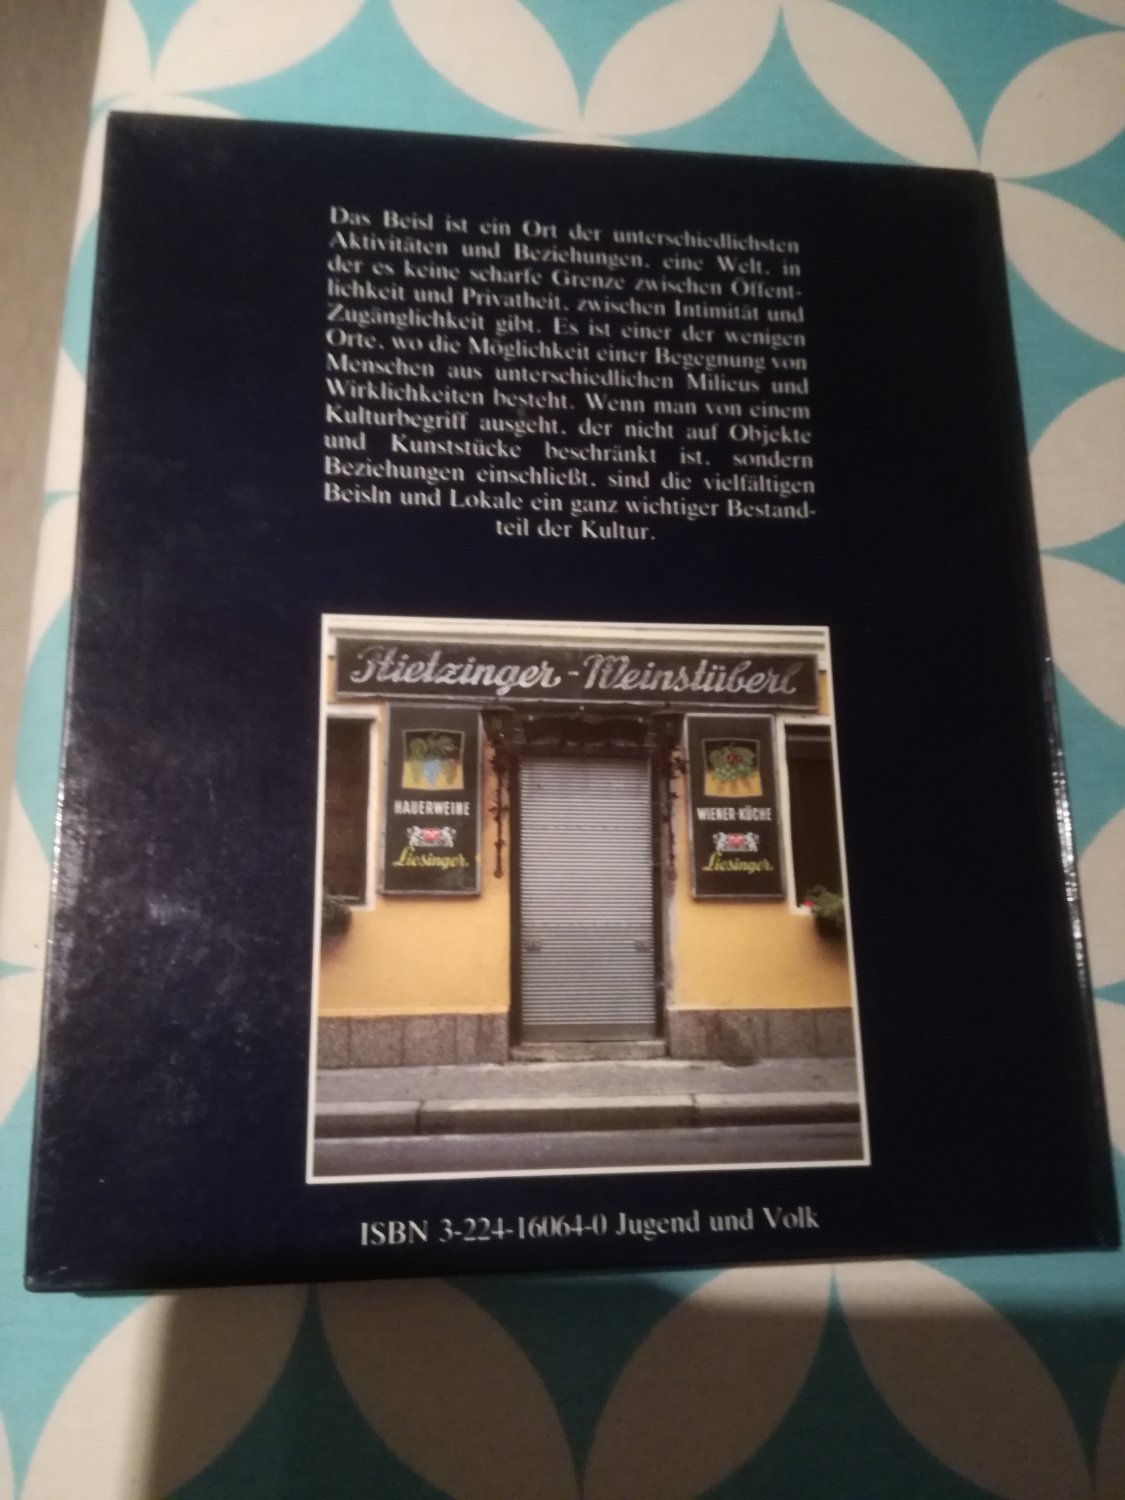 Das Beisl ist ein Ort der unterschiedlichsten
Aktivitäten und Beziehungen, eine Welt, in
der es keine scharfe Grenze zwischen Öffent-
lichkeit und Privatheit, zwischen Intimität und
Zugänglichkeit gibt. Es ist einer der wenigen
Orte, wo die Möglichkeit einer Begegnung von
Menschen aus unterschiedlichen Milieus und
Wirklichkeiten besteht. Wenn man von einem
Kulturbegriff ausgeht, der nicht auf Objekte
und Kunststücke beschränkt ist, sondern
Beziehungen einschließt, sind die vielfältigen
Beisln und Lokale ein ganz wichtiger Bestand-
teil der Kultur.
Hietzinger-Weinstüberl
HAUERWEINE
Liesinger
WIENER-KÜCHE
Liesinger
ISBN 3-224-16064-0 Jugend und Volk